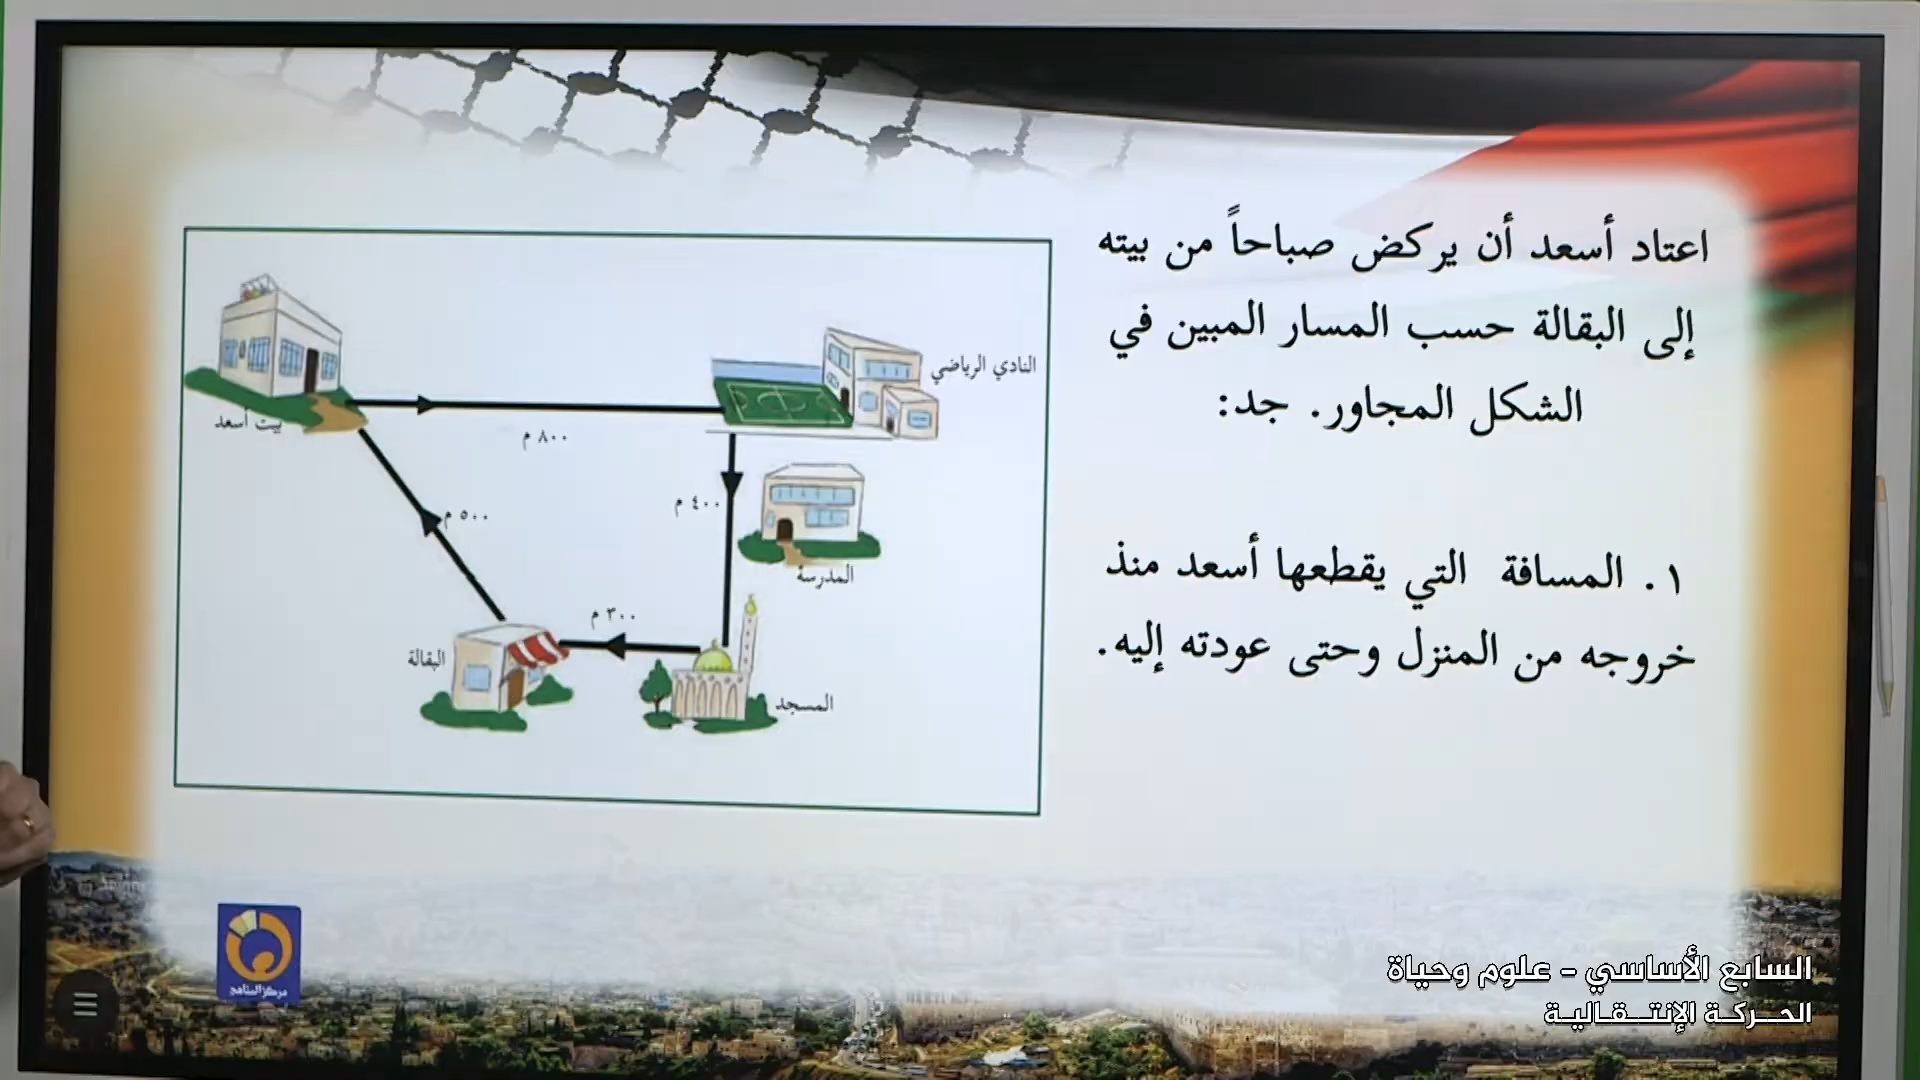 اعتاد أسعد أن يركض صباحاً من بيته
إلى البقالة حسب المسار المبين في
الشكل المجاور. جد:
١. المسافة التي يقطعها أسعد منذ
خروجه من المنزل وحتى عودته إليه.
النادي الرياضي
بيت أسعد
٨٠٠ م
٤٠٠ م
٥٠٠ م
المدرسة
٣٠٠ م
البقالة
المسجد
مركز المناهج
السابع الأساسي - علوم وحياة
الحركة الإنتقالية